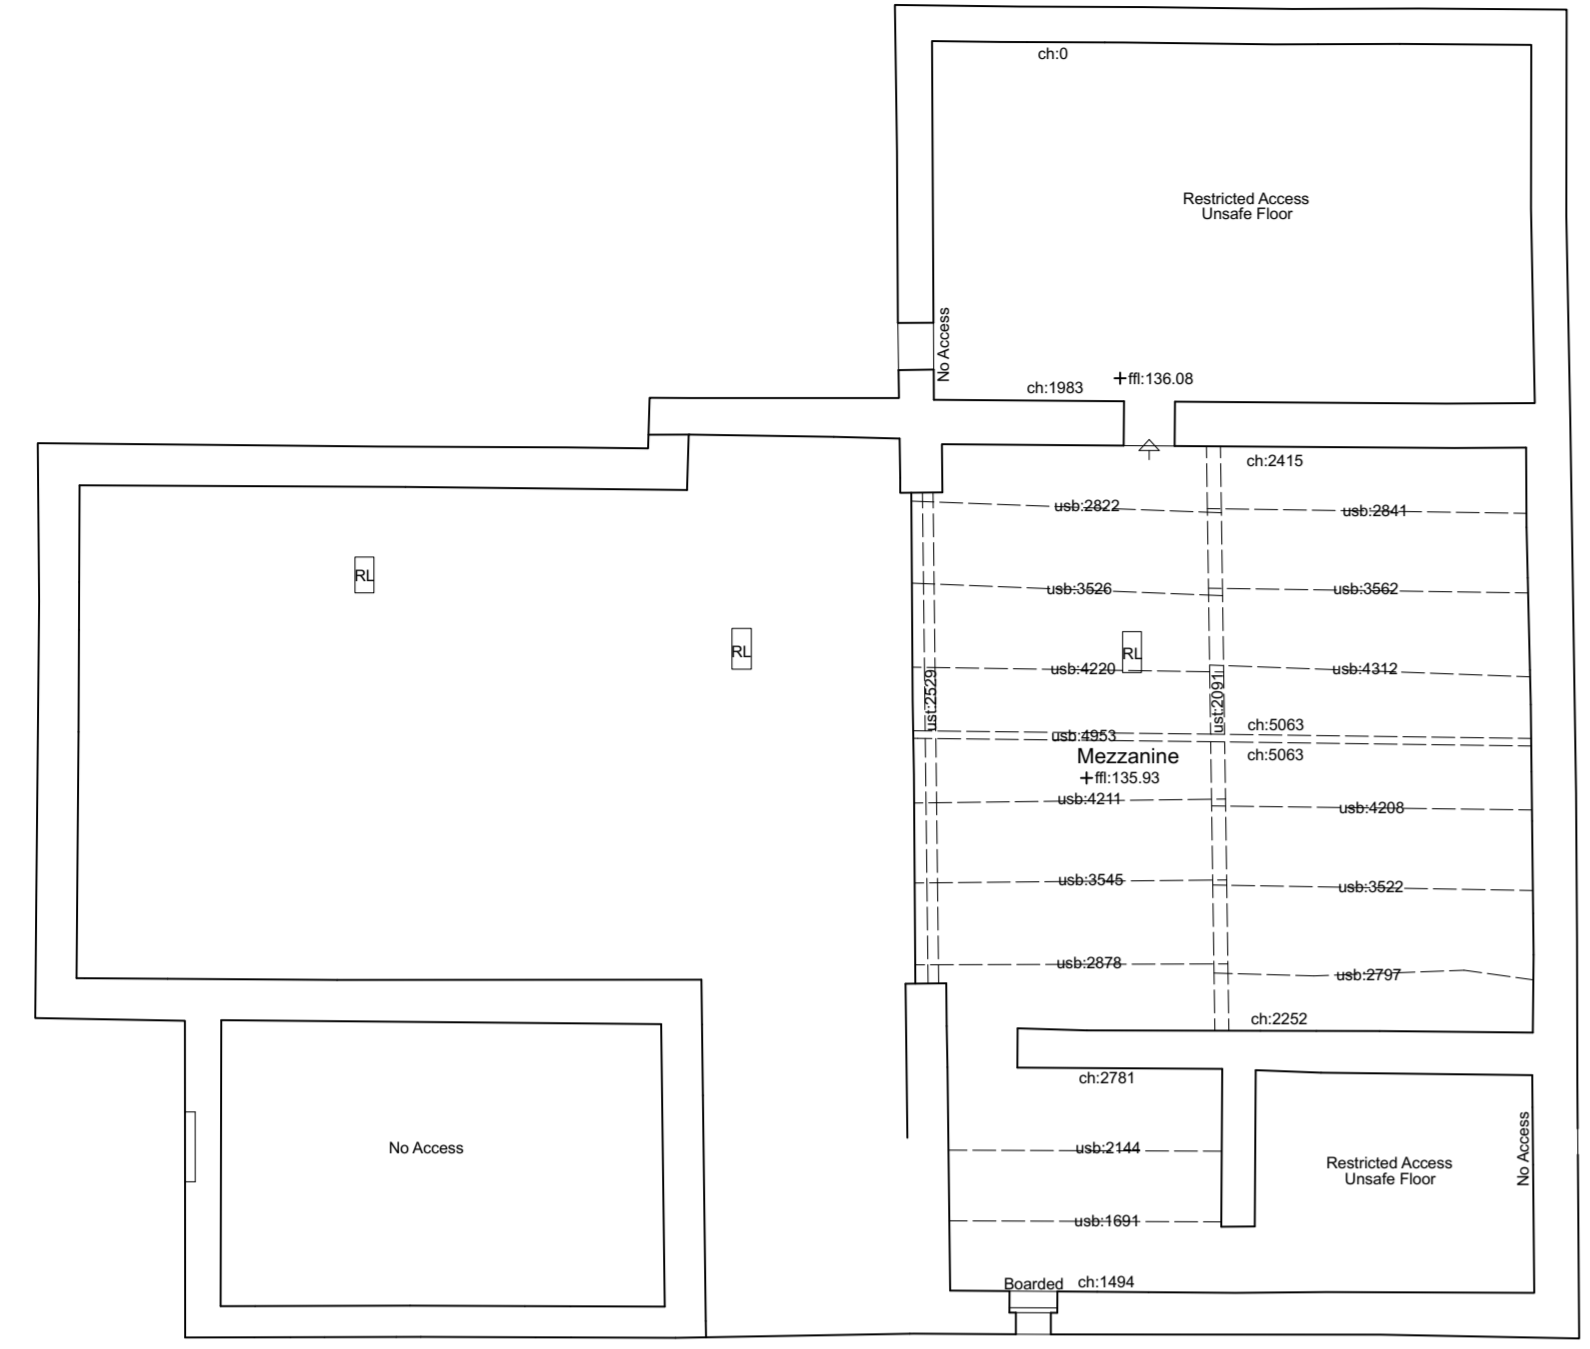 ch:0
Restricted Access
Unsafe Floor
No Access
ch:1983
ffl:136.08
ch:2415
usb:2822
usb:2841
RL
usb:3526
usb:3562
RL
RL
usb:4220
usb:4312
ust:2529
ust:2091
ch:5063
usb:4953
ch:5063
Mezzanine
ffl:135.93
usb:4211
usb:4208
usb:3545
usb:3522
usb:2878
usb:2797
ch:2252
ch:2781
No Access
usb:2144
Restricted Access
Unsafe Floor
No Access
usb:1691
Boarded
ch:1494